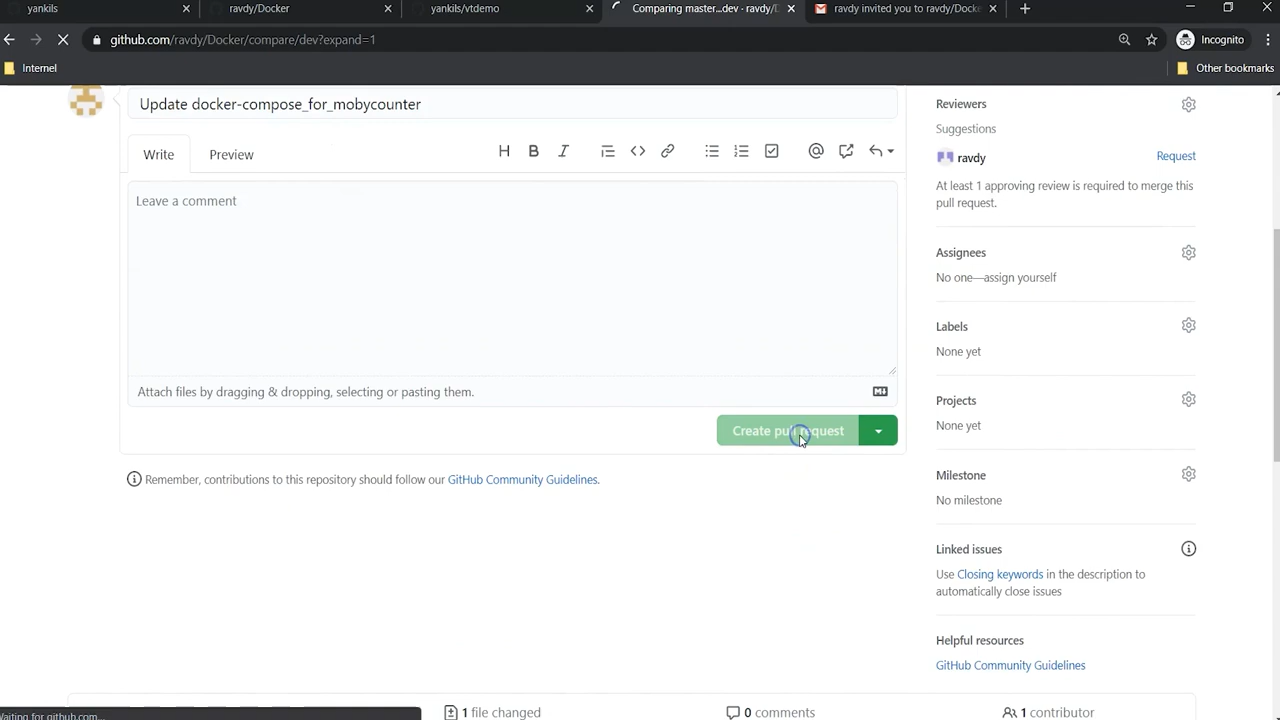 yankils
ravdy/Docker
yankils/vtdemo
Comparing master...dev · ravdy/D
ravdy invited you to ravdy/Docke
github.com/ravdy/Docker/compare/dev?expand=1
Incognito
Internet
Other bookmarks
Update docker-compose_for_mobycounter
Write
Preview
Leave a comment
Attach files by dragging & dropping, selecting or pasting them.
Create pull request
Remember, contributions to this repository should follow our GitHub Community Guidelines.
Reviewers
Suggestions
ravdy
Request
At least 1 approving review is required to merge this
pull request.
Assignees
No one—assign yourself
Labels
None yet
Projects
None yet
Milestone
No milestone
Linked issues
Use Closing keywords in the description to
automatically close issues
Helpful resources
GitHub Community Guidelines
1 file changed
0 comments
1 contributor
Waiting for github.com...